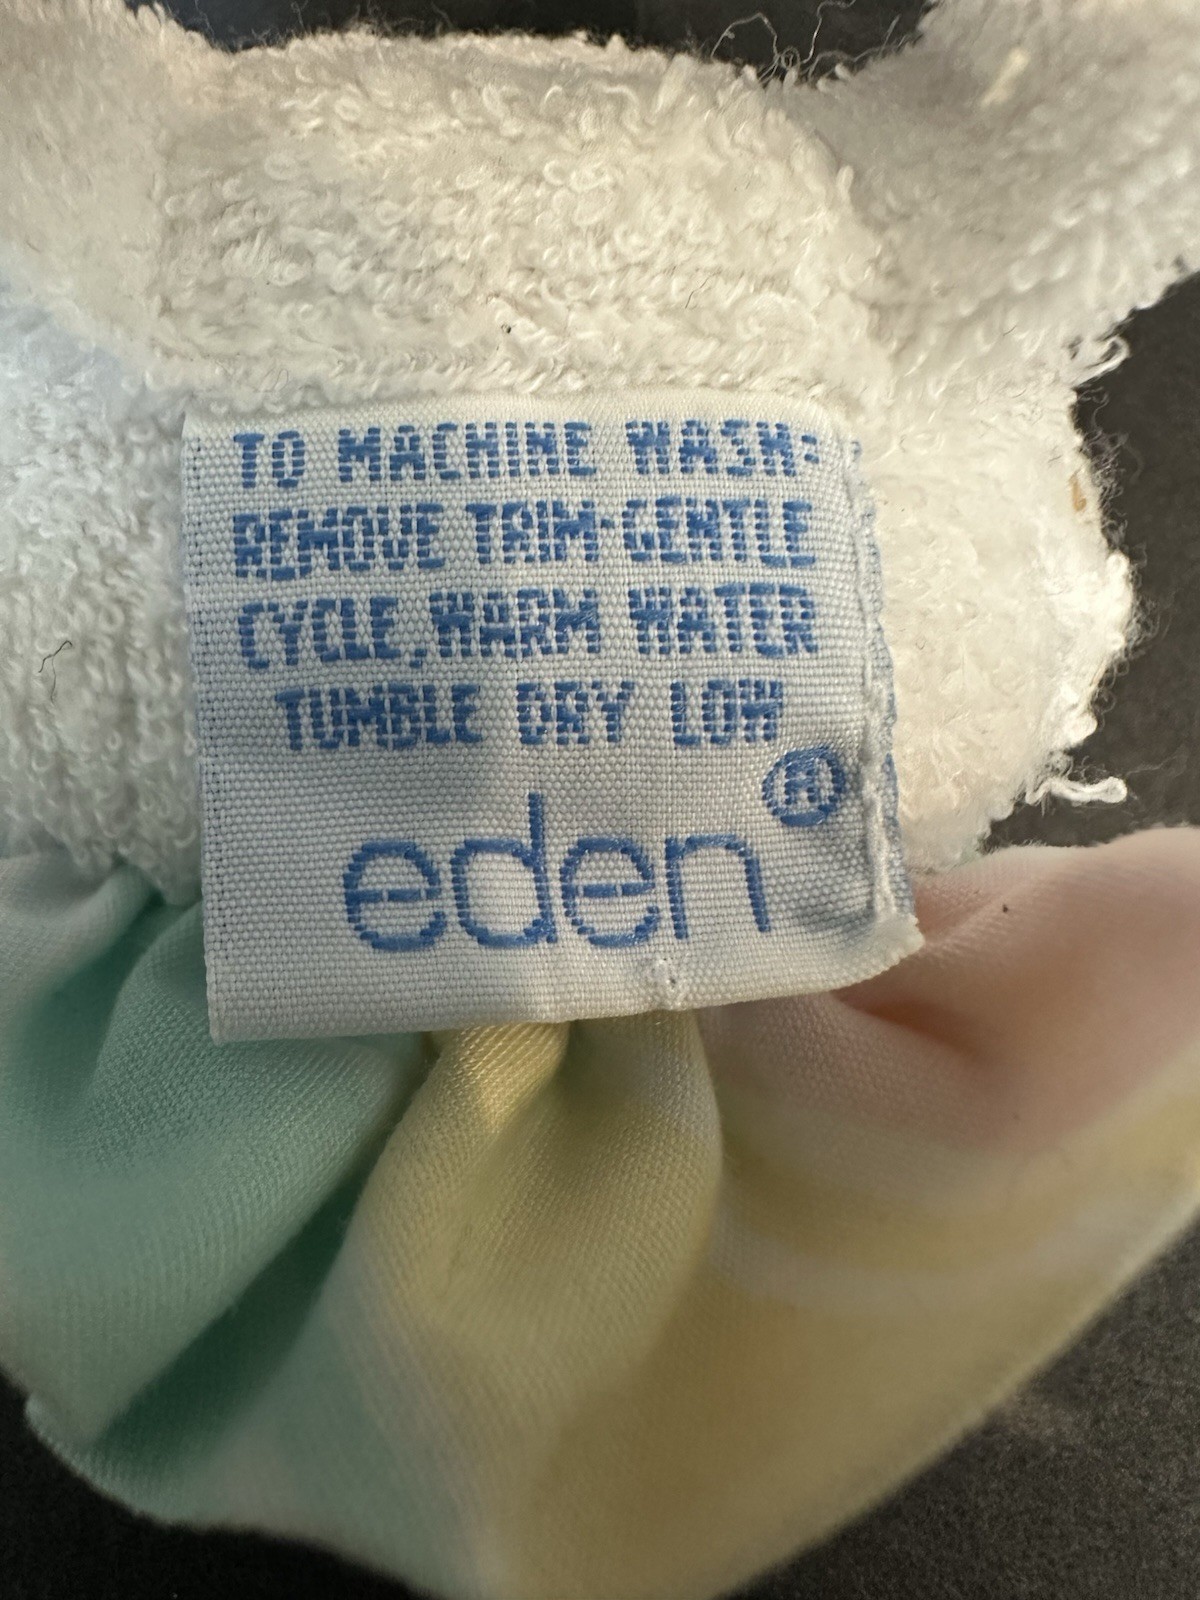 TO MACHINE WASH:
REMOVE TRIM·GENTLE
CYCLE, WARM WATER
TUMBLE DRY LOW
eden®